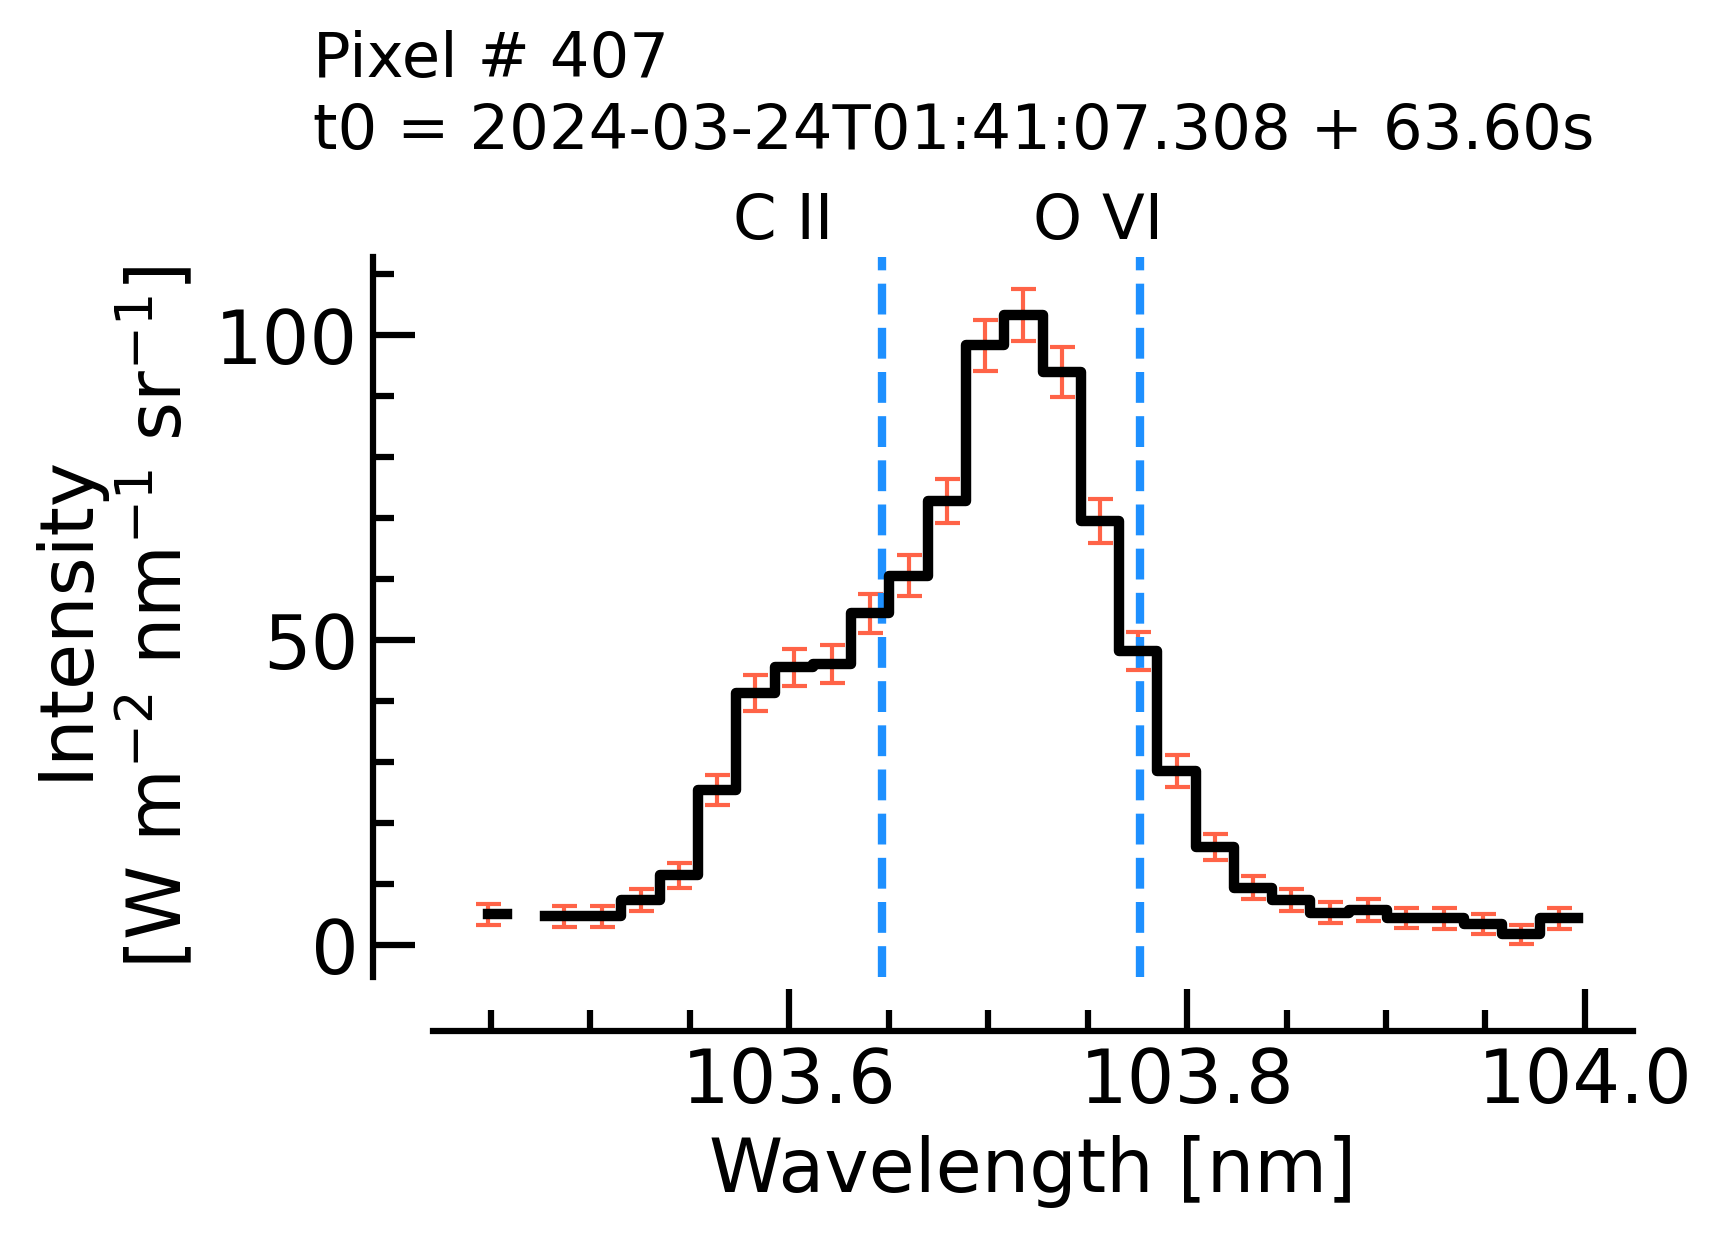 Pixel # 407
t0 = 2024-03-24T01:41:07.308 + 63.60s
C II O VI
Intensity
[W m⁻² nm⁻¹ sr⁻¹]
100
50
0
103.6 103.8 104.0
Wavelength [nm]